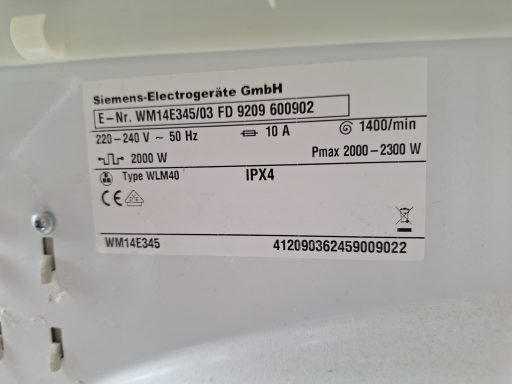 Siemens-Electrogeräte GmbH
E-Nr. WM14E345/03 FD 9209 600902
220-240 V ~ 50 Hz 10 A 1400/min
2000 W Pmax 2000-2300 W
Type WLM40 IPX4
CE
WM14E345 412090362459009022